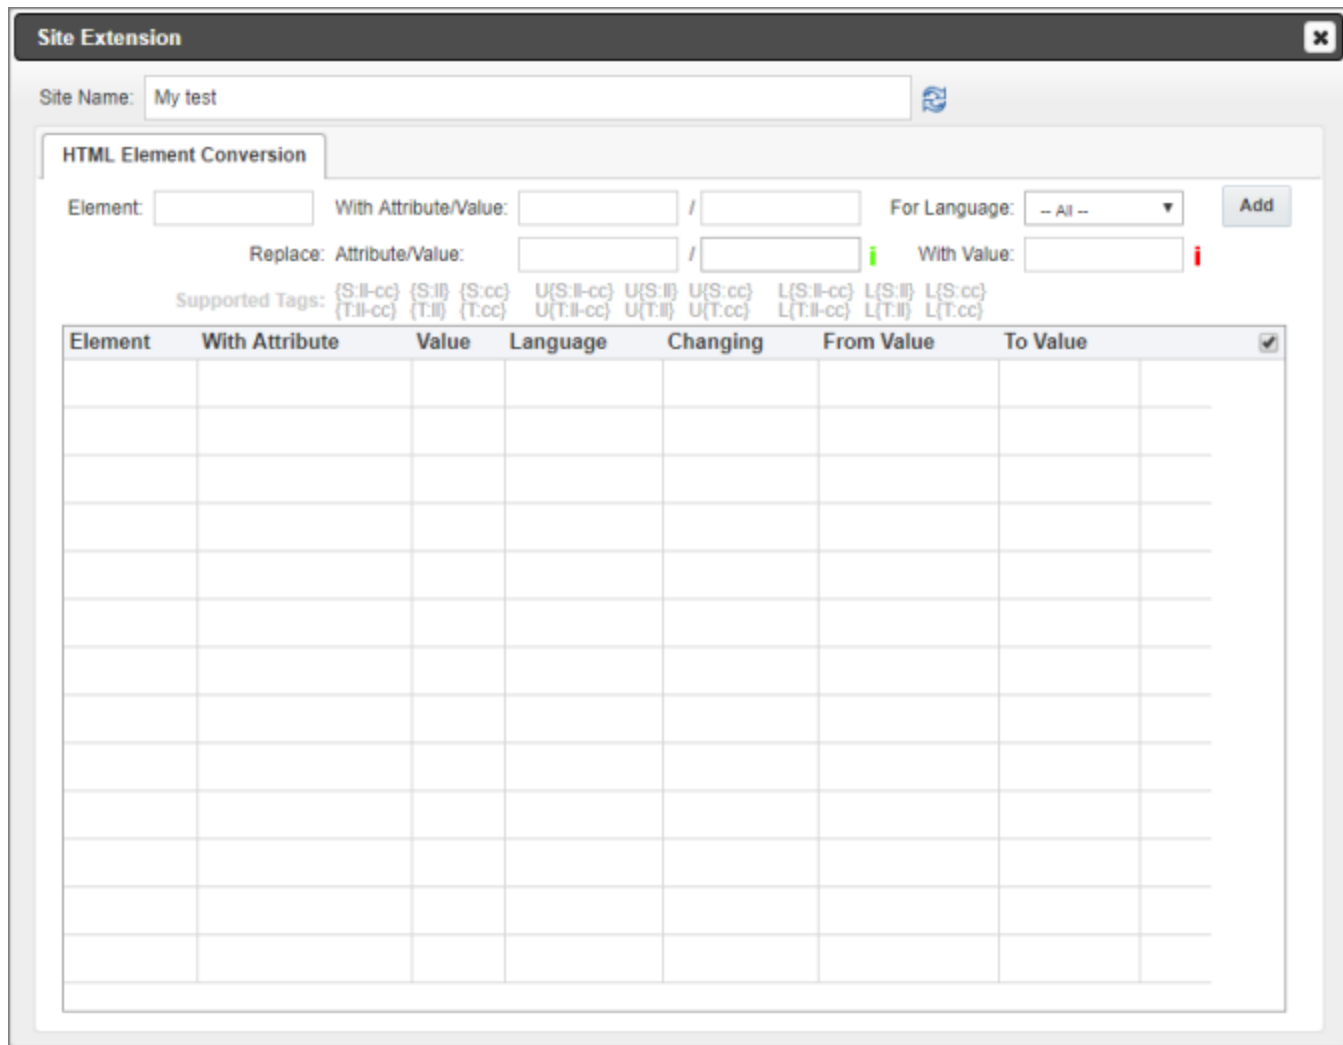 Site Extension
Site Name: My test
HTML Element Conversion
Element: With Attribute/Value: / For Language: -- All -- Add
Replace: Attribute/Value: / i With Value: i
Supported Tags: {S:ll-cc} {S:ll} {S:cc} U{S:ll-cc} U{S:ll} U{S:cc} L{S:ll-cc} L{S:ll} L{S:cc}
{T:ll-cc} {T:ll} {T:cc} U{T:ll-cc} U{T:ll} U{T:cc} L{T:ll-cc} L{T:ll} L{T:cc}
Element With Attribute Value Language Changing From Value To Value